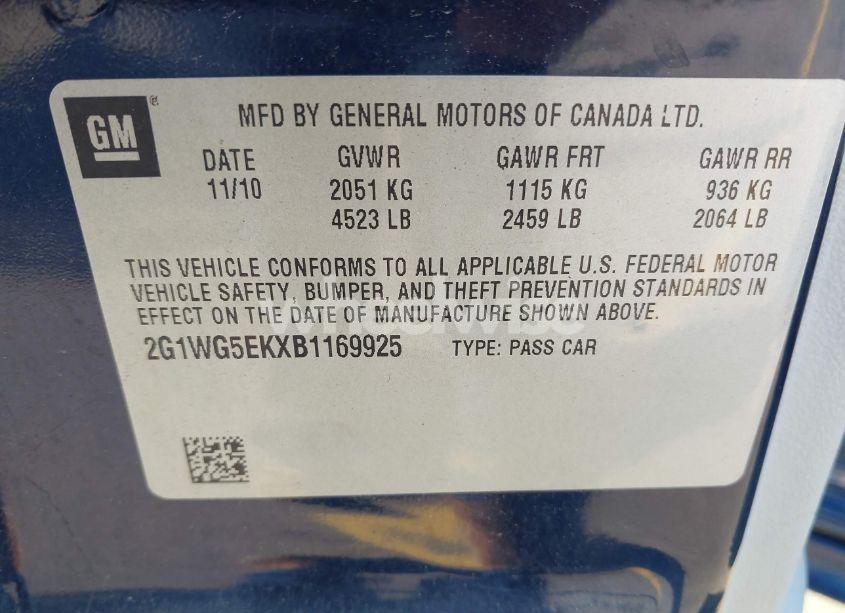 GM®
MFD BY GENERAL MOTORS OF CANADA LTD.
DATE GVWR GAWR FRT GAWR RR
11/10 2051 KG 1115 KG 936 KG
4523 LB 2459 LB 2064 LB
THIS VEHICLE CONFORMS TO ALL APPLICABLE U.S. FEDERAL MOTOR
VEHICLE SAFETY, BUMPER, AND THEFT PREVENTION STANDARDS IN
EFFECT ON THE DATE OF MANUFACTURE SHOWN ABOVE.
2G1WG5EKXB1169925 TYPE: PASS CAR